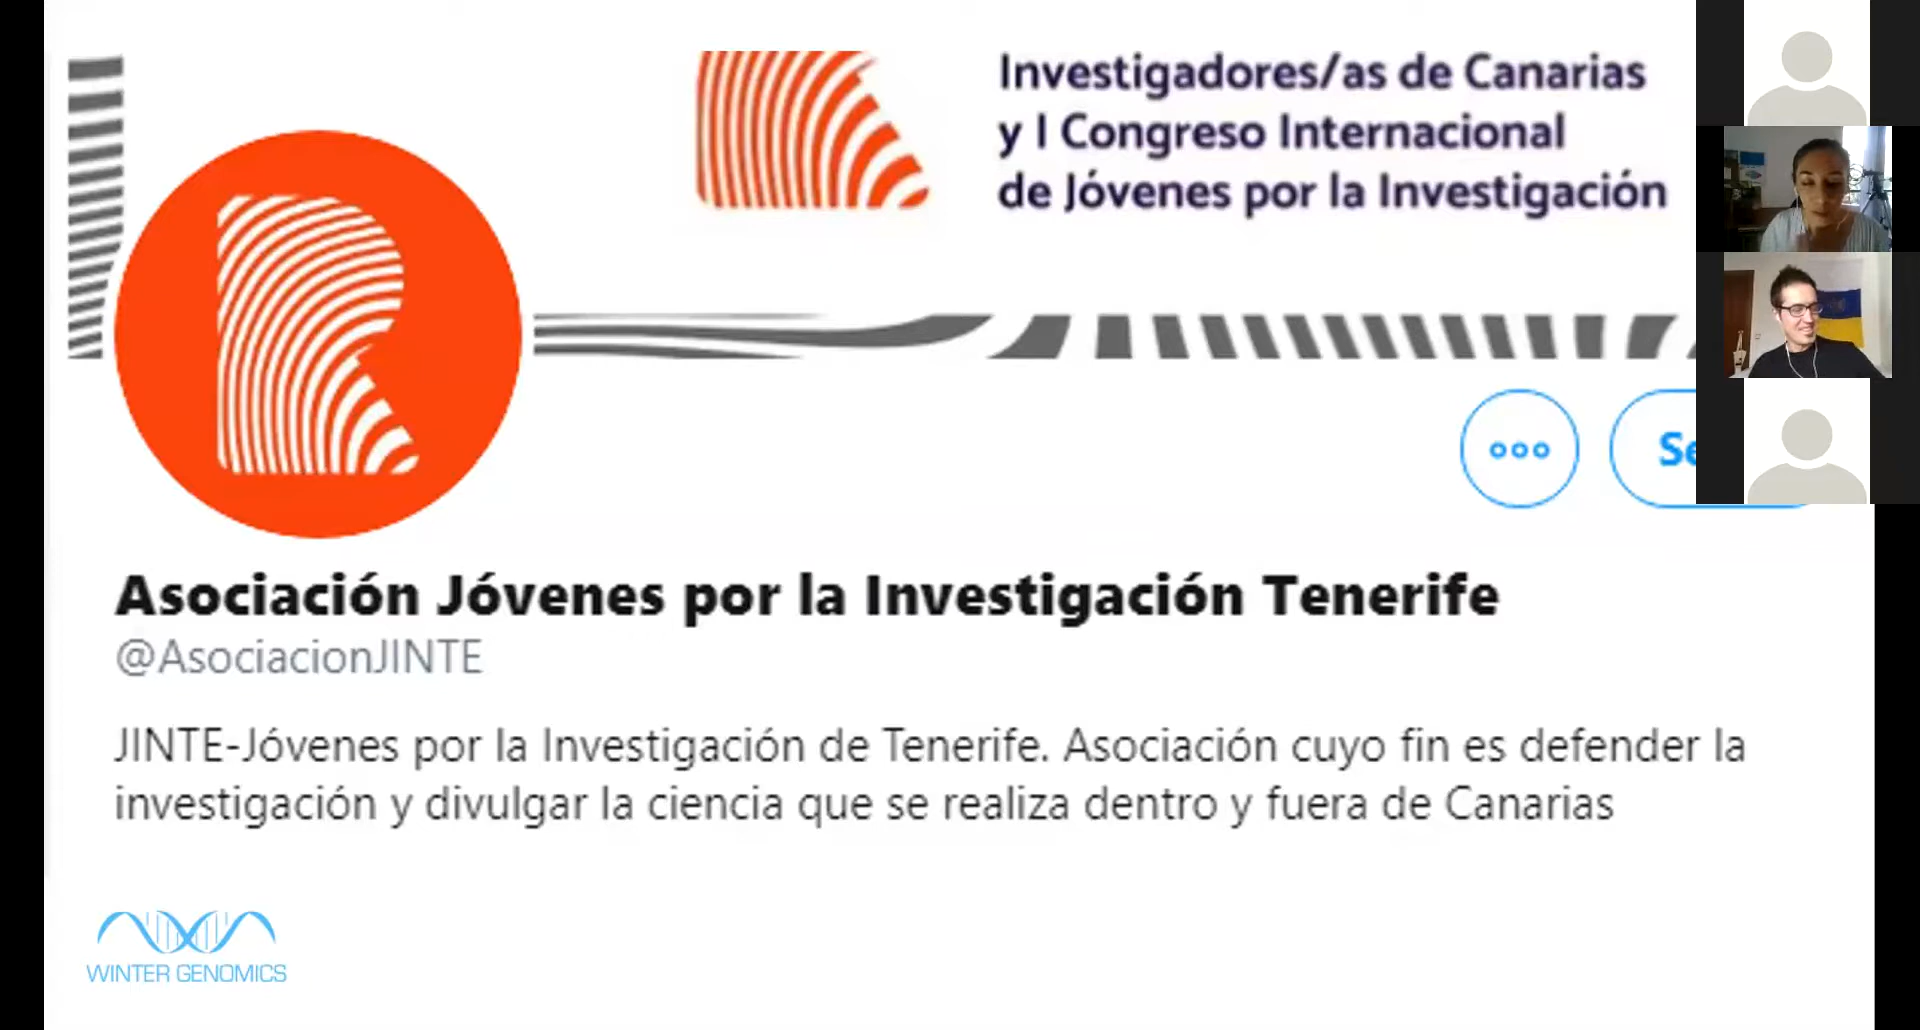 Investigadores/as de Canarias
y I Congreso Internacional
de Jóvenes por la Investigación
Asociación Jóvenes por la Investigación Tenerife
@AsociacionJINTE
JINTE-Jóvenes por la Investigación de Tenerife. Asociación cuyo fin es defender la
investigación y divulgar la ciencia que se realiza dentro y fuera de Canarias
WINTER GENOMICS